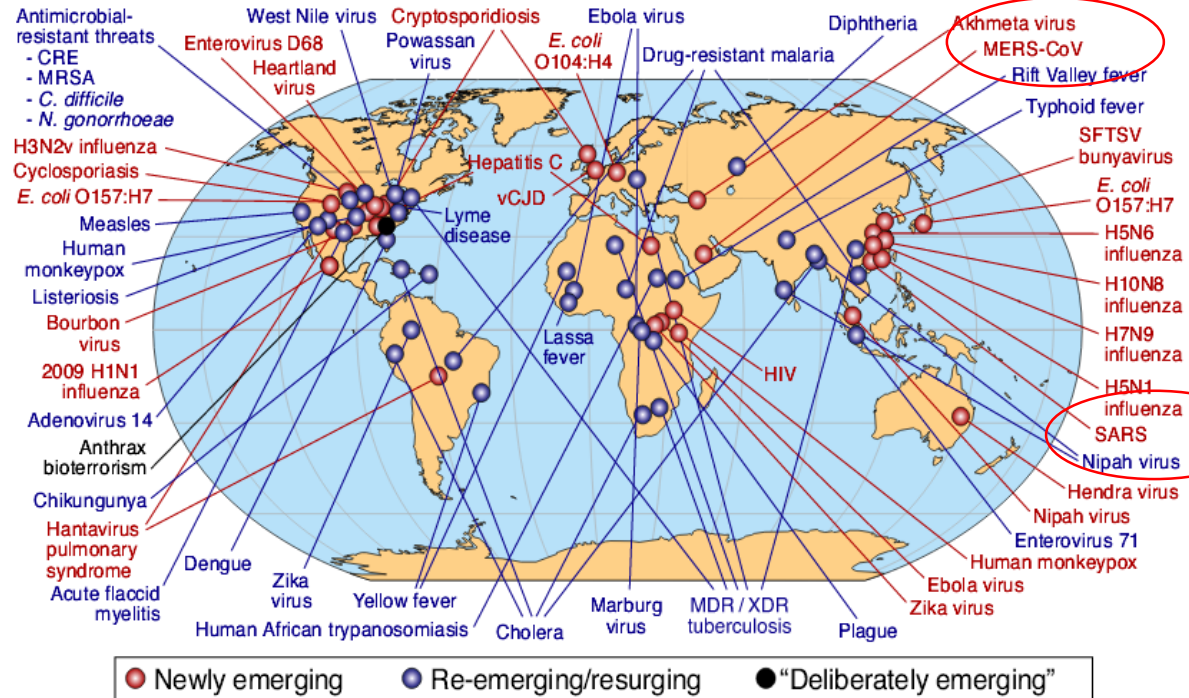 Antimicrobial-
resistant threats
- CRE
- MRSA
- C. difficile
- N. gonorrhoeae
West Nile virus
Enterovirus D68
Heartland
virus
Cryptosporidiosis
Powassan
virus
E. coli
O104:H4
Ebola virus
Drug-resistant malaria
Diphtheria
Akhmeta virus
MERS-CoV
Rift Valley fever
Typhoid fever
SFTSV
bunyavirus
E. coli
O157:H7
H5N6
influenza
H10N8
influenza
H7N9
influenza
H5N1
influenza
SARS
Nipah virus
Hendra virus
Nipah virus
Enterovirus 71
Human monkeypox
Ebola virus
Zika virus
H3N2v influenza
Cyclosporiasis
E. coli O157:H7
Measles
Human
monkeypox
Listeriosis
Bourbon
virus
2009 H1N1
influenza
Adenovirus 14
Anthrax
bioterrorism
Chikungunya
Hantavirus
pulmonary
syndrome
Acute flaccid
myelitis
Hepatitis C
vCJD
Lyme
disease
Lassa
fever
HIV
Dengue
Zika
virus
Yellow fever
Human African trypanosomiasis
Cholera
Marburg
virus
MDR / XDR
tuberculosis
Plague
Newly emerging
Re-emerging/resurging
“Deliberately emerging”